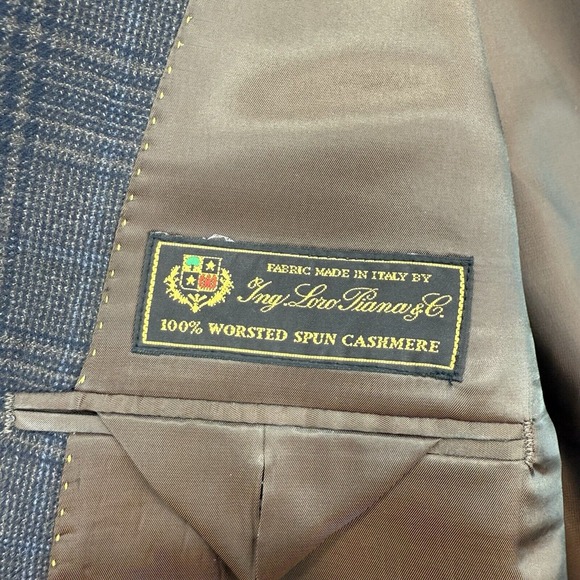 FABRIC MADE IN ITALY BY
Ing. Loro Piana & C.
100% WORSTED SPUN CASHMERE